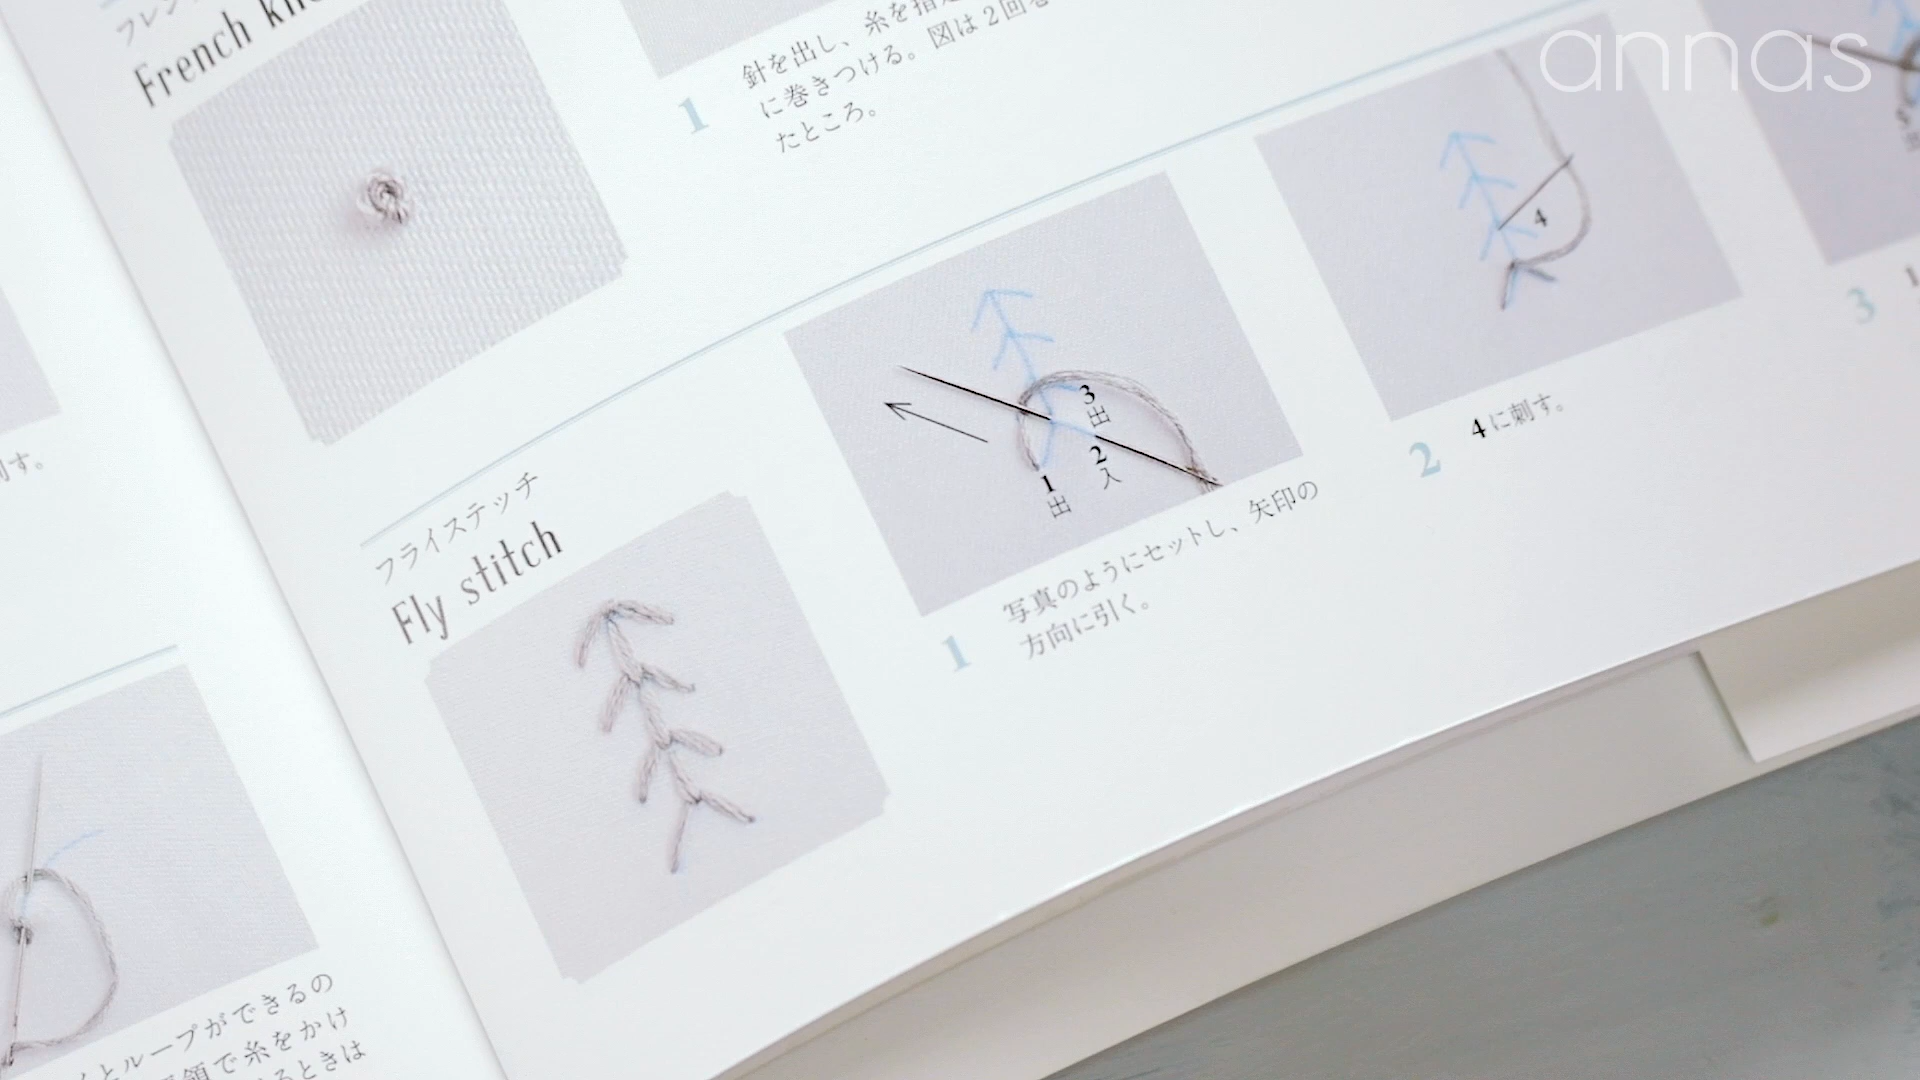 annas
フレン
French kn
針を出し、糸を指定
に巻きつける。図は2回巻
たところ。
1
フライステッチ
Fly stitch
3
出
2
入
1
出
1
写真のようにセットし、矢印の
方向に引く。
4
2
4に刺す。
3
1
す。
とループができるの
領で糸をかけ
るときは